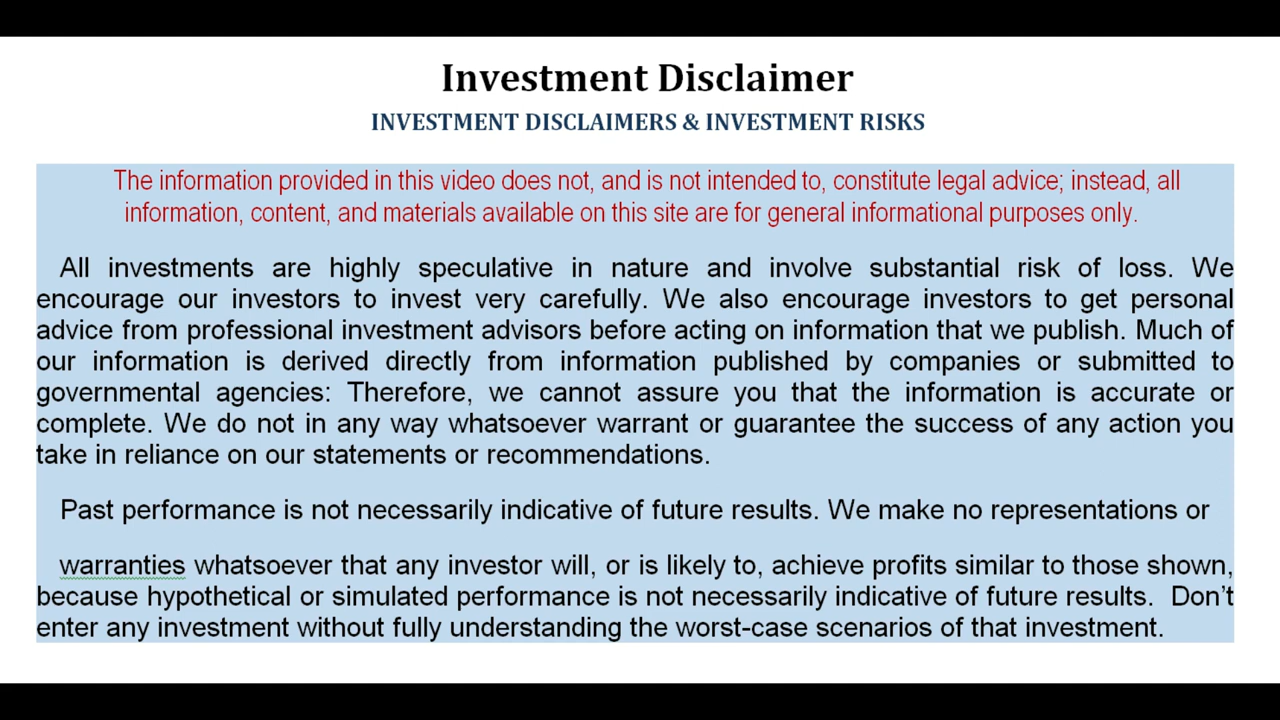 Investment Disclaimer
INVESTMENT DISCLAIMERS & INVESTMENT RISKS
The information provided in this video does not, and is not intended to, constitute legal advice; instead, all
information, content, and materials available on this site are for general informational purposes only.
All investments are highly speculative in nature and involve substantial risk of loss. We
encourage our investors to invest very carefully. We also encourage investors to get personal
advice from professional investment advisors before acting on information that we publish. Much of
our information is derived directly from information published by companies or submitted to
governmental agencies: Therefore, we cannot assure you that the information is accurate or
complete. We do not in any way whatsoever warrant or guarantee the success of any action you
take in reliance on our statements or recommendations.
Past performance is not necessarily indicative of future results. We make no representations or
warranties whatsoever that any investor will, or is likely to, achieve profits similar to those shown,
because hypothetical or simulated performance is not necessarily indicative of future results.  Don’t
enter any investment without fully understanding the worst-case scenarios of that investment.